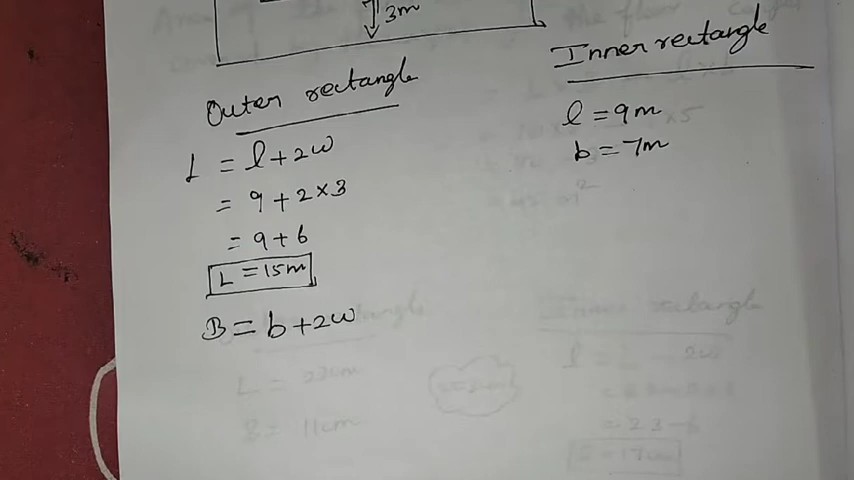 3m
Outer rectangle
L = l + 2w
= 9 + 2 × 3
= 9 + 6
L = 15m
B = b + 2w
Inner rectangle
l = 9m
b = 7m